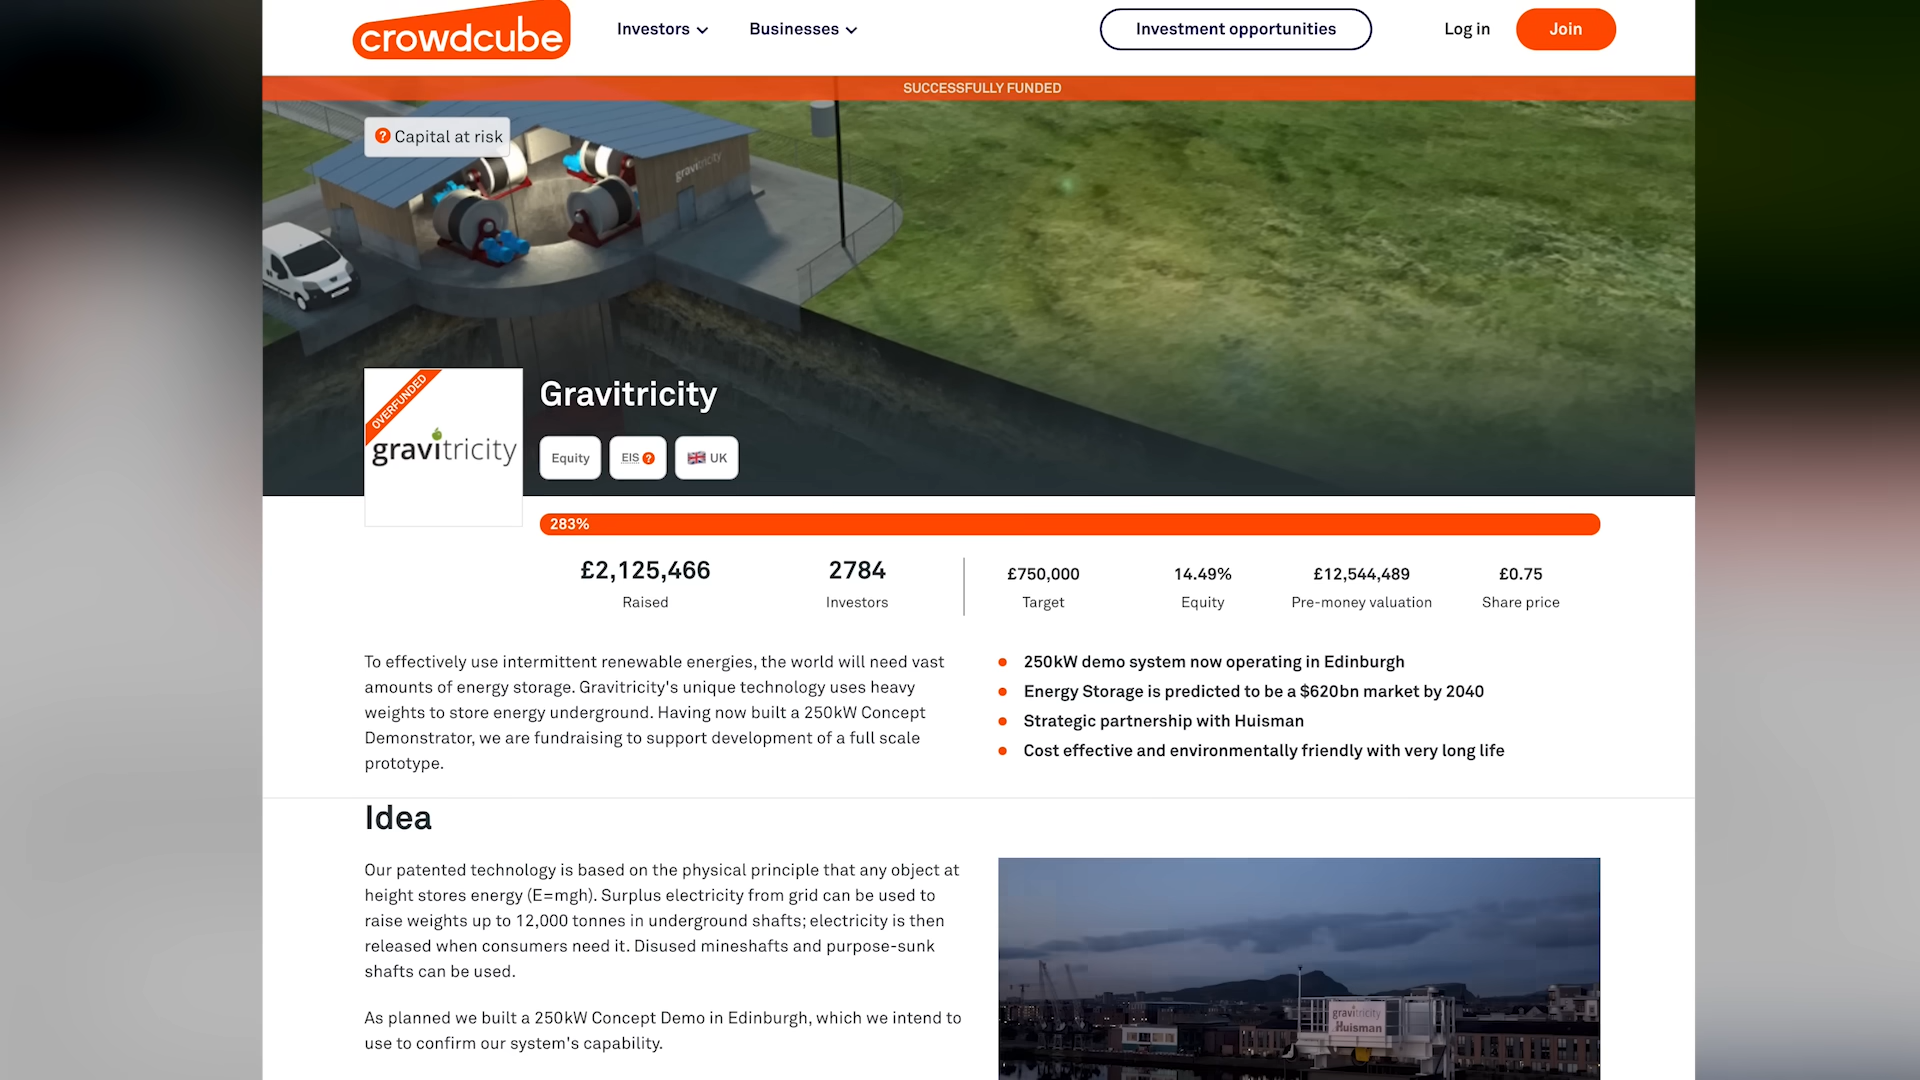 crowdcube
Investors
Businesses
Investment opportunities
Log in
Join
SUCCESSFULLY FUNDED
? Capital at risk
gravitricity
OVERFUNDED
gravitricity
Gravitricity
Equity
EIS ?
UK
283%
£2,125,466
Raised
2784
Investors
£750,000
Target
14.49%
Equity
£12,544,489
Pre-money valuation
£0.75
Share price
To effectively use intermittent renewable energies, the world will need vast
amounts of energy storage. Gravitricity's unique technology uses heavy
weights to store energy underground. Having now built a 250kW Concept
Demonstrator, we are fundraising to support development of a full scale
prototype.
250kW demo system now operating in Edinburgh
Energy Storage is predicted to be a $620bn market by 2040
Strategic partnership with Huisman
Cost effective and environmentally friendly with very long life
Idea
Our patented technology is based on the physical principle that any object at
height stores energy (E=mgh). Surplus electricity from grid can be used to
raise weights up to 12,000 tonnes in underground shafts; electricity is then
released when consumers need it. Disused mineshafts and purpose-sunk
shafts can be used.
As planned we built a 250kW Concept Demo in Edinburgh, which we intend to
use to confirm our system's capability.
gravitricity
Huisman